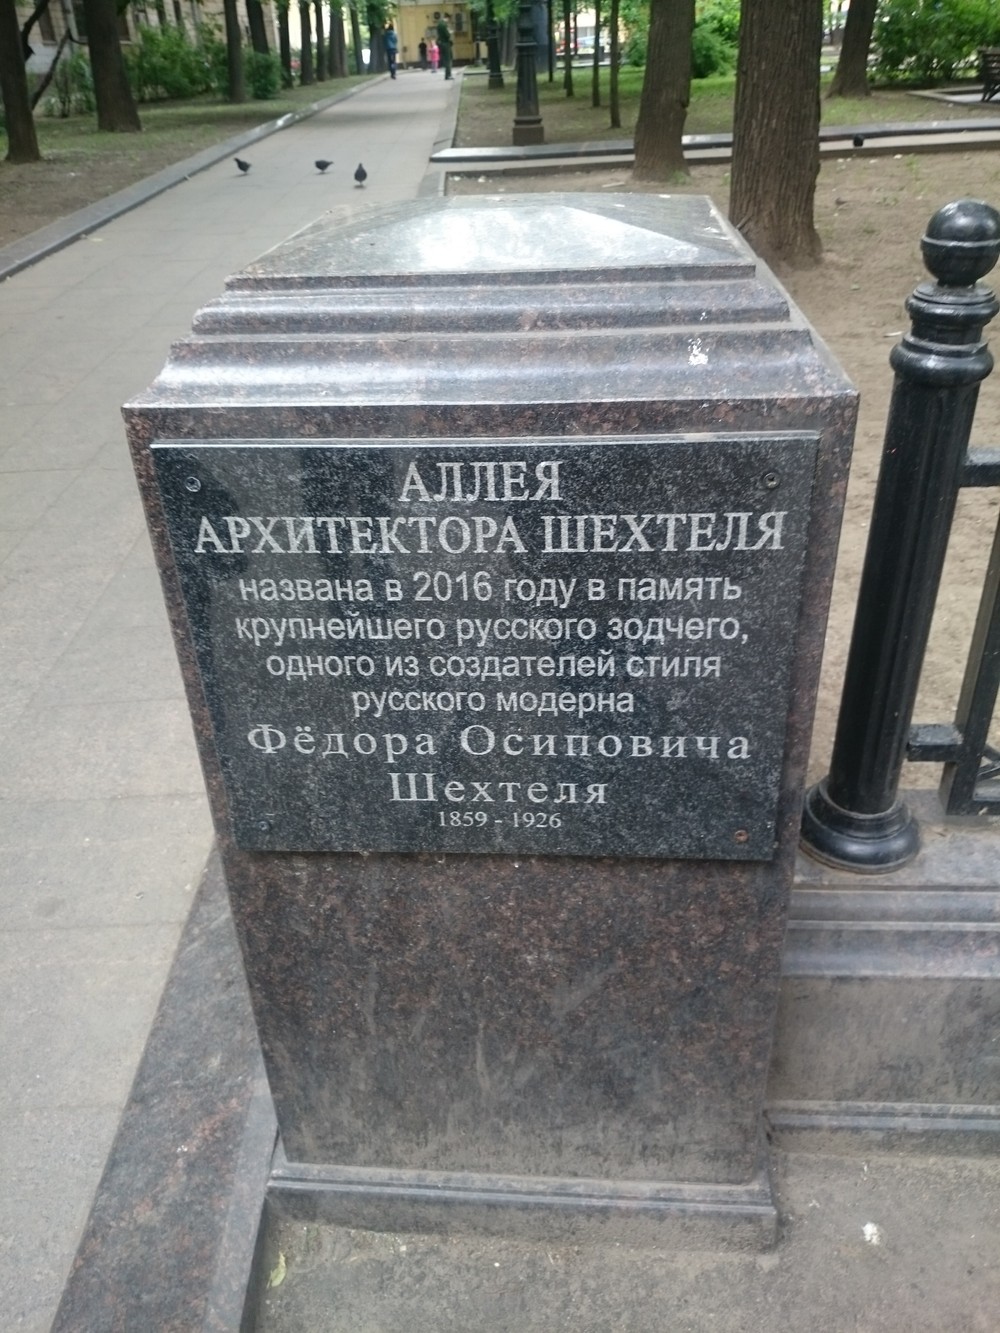 АЛЛЕЯ
АРХИТЕКТОРА ШЕХТЕЛЯ
названа в 2016 году в память
крупнейшего русского зодчего,
одного из создателей стиля
русского модерна
Фёдора Осиповича
Шехтеля
1859 - 1926